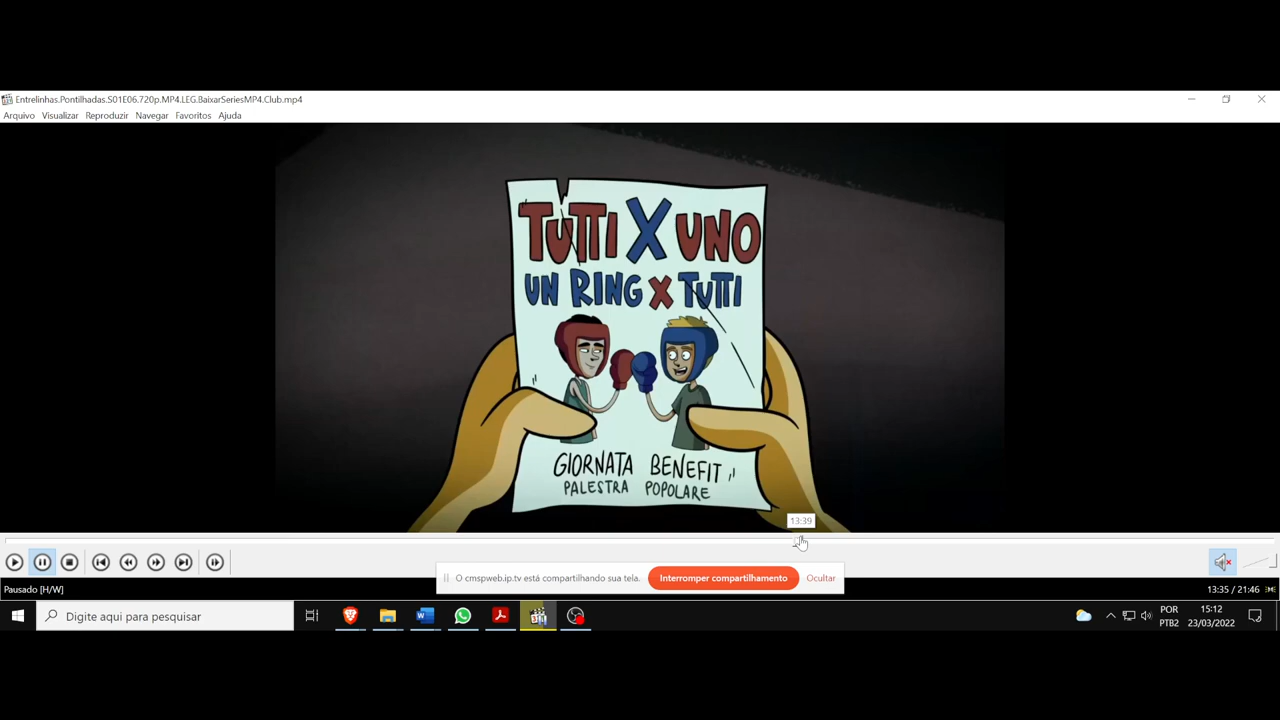 Entrelinhas.Pontilhadas.S01E06.720p.MP4.LEG.BaixarSeriesMP4.Club.mp4
Arquivo Visualizar Reproduzir Navegar Favoritos Ajuda
TUTTI X UNO
UN RING X TUTTI
GIORNATA BENEFIT
PALESTRA POPOLARE
13:39
O cmspweb.ip.tv está compartilhando sua tela. Interromper compartilhamento Ocultar
Pausado [H/W] 13:35 / 21:46
Digite aqui para pesquisar
POR 15:12
PTB2 23/03/2022